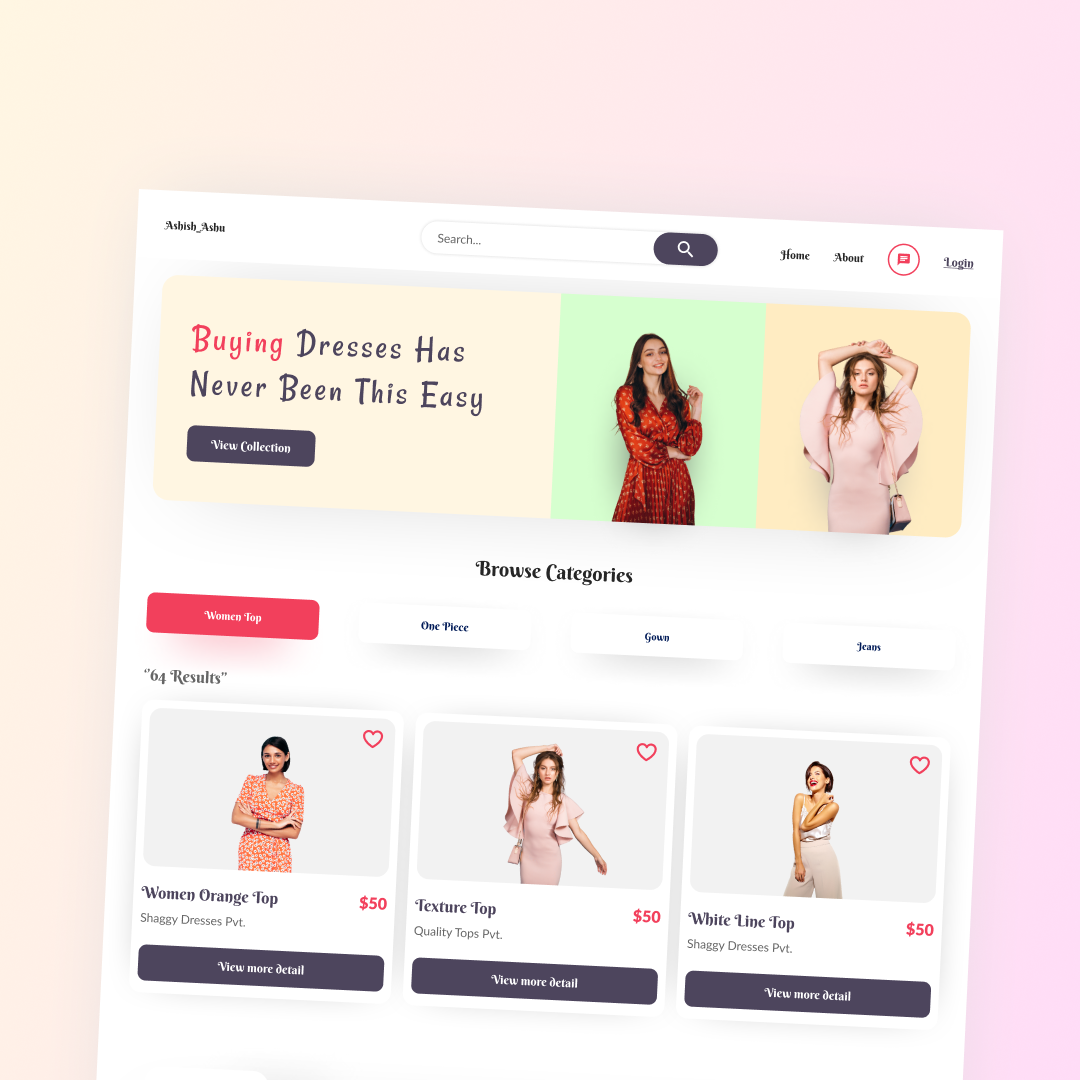 Ashish_Ashu
Search...
Home
About
Login
Buying Dresses Has
Never Been This Easy
View Collection
Browse Categories
Women Top
One Piece
Gown
Jeans
‘’64 Results”
Women Orange Top
$50
Shaggy Dresses Pvt.
View more detail
Texture Top
$50
Quality Tops Pvt.
View more detail
White Line Top
$50
Shaggy Dresses Pvt.
View more detail